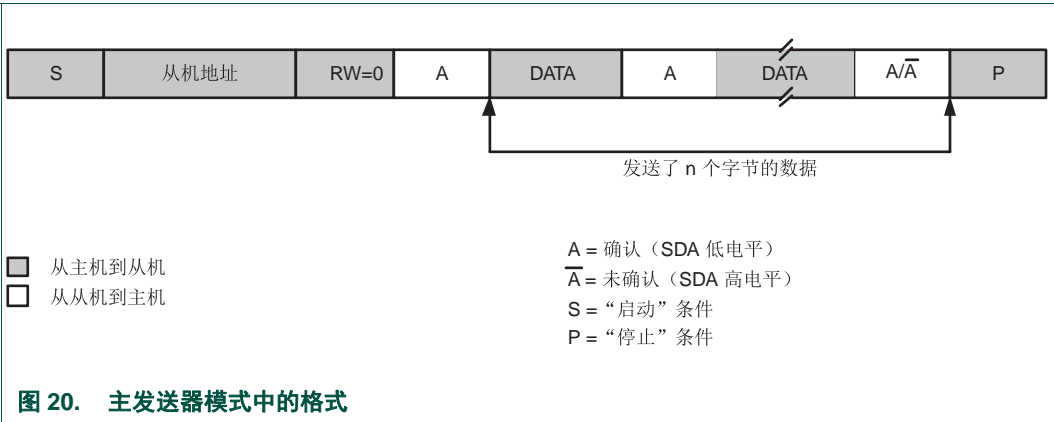 S 从机地址 RW=0 A DATA A DATA A/A̅ P
发送了 n 个字节的数据
从主机到从机
从从机到主机
A = 确认（SDA 低电平）
A̅ = 未确认（SDA 高电平）
S = “启动”条件
P = “停止”条件
图 20. 主发送器模式中的格式